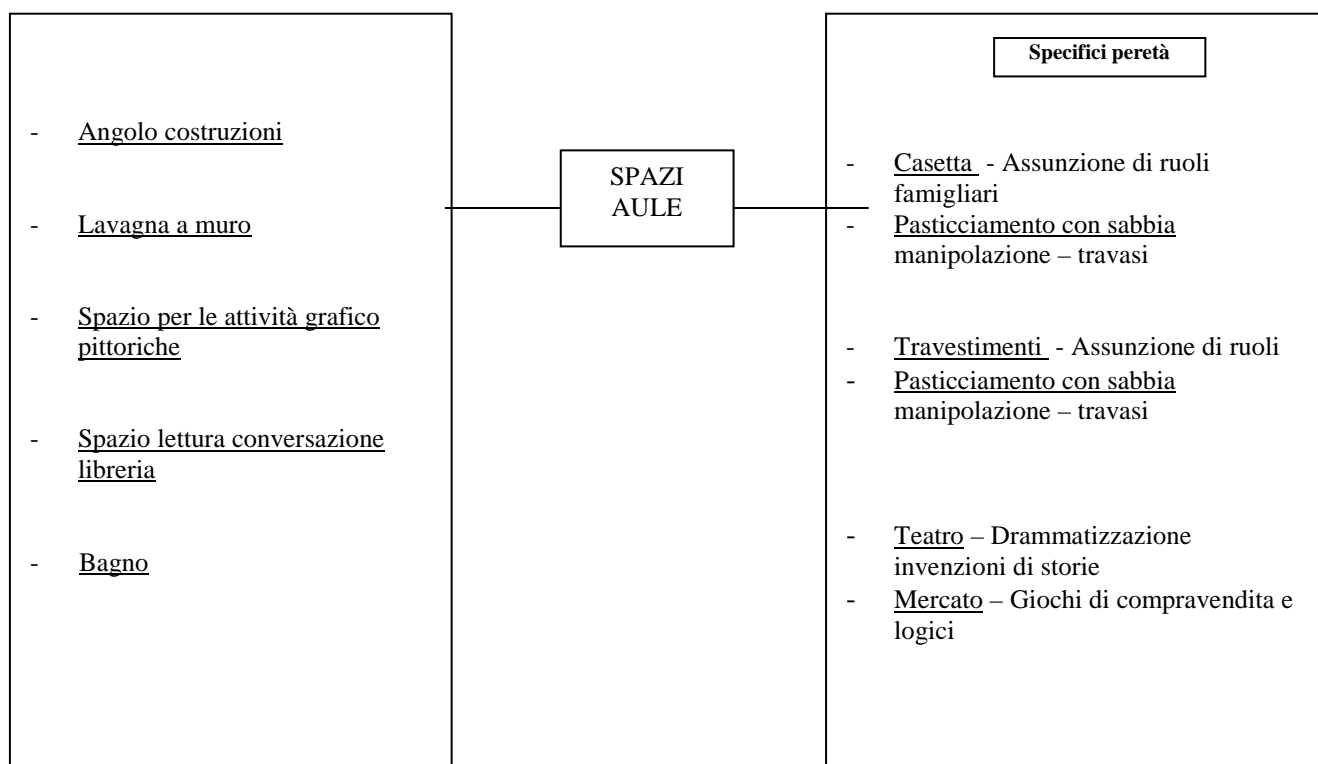 - Angolo costruzioni
- Lavagna a muro
- Spazio per le attività grafico
pittoriche
- Spazio lettura conversazione
libreria
- Bagno
SPAZI
AULE
Specifici peretà
- Casetta - Assunzione di ruoli
famigliari
- Pasticciamento con sabbia
manipolazione – travasi
- Travestimenti - Assunzione di ruoli
- Pasticciamento con sabbia
manipolazione – travasi
- Teatro – Drammatizzazione
invenzioni di storie
- Mercato – Giochi di compravendita e
logici